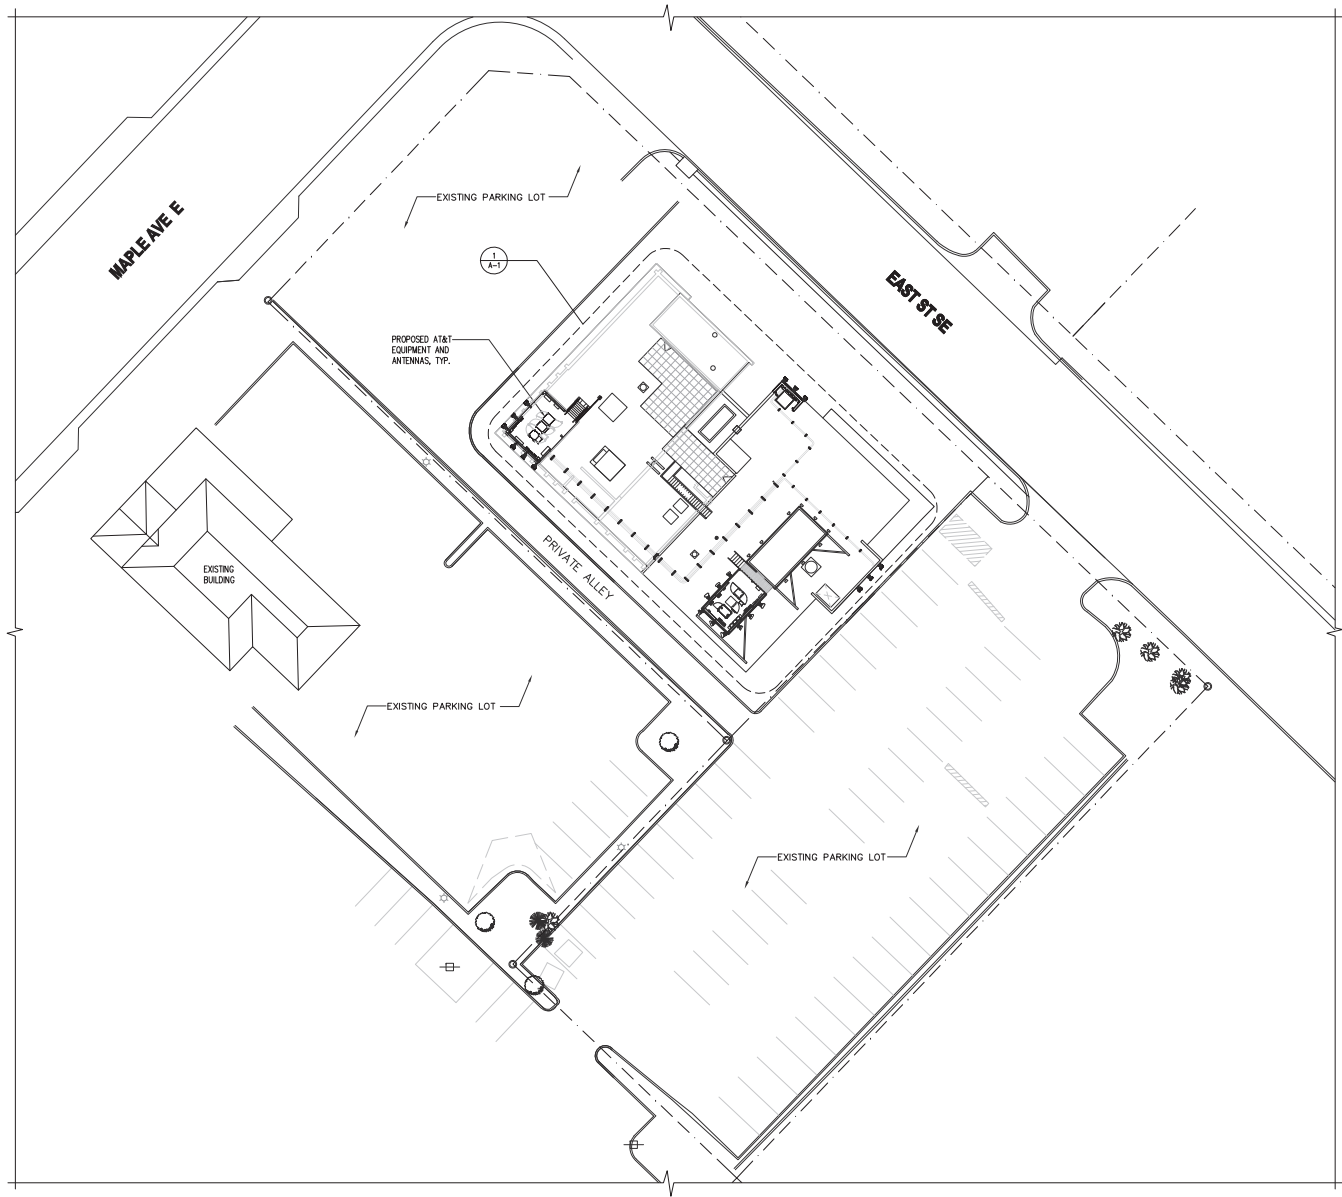 MAPLE AVE E
EXISTING PARKING LOT
1
A-1
EAST ST SE
PROPOSED AT&T
EQUIPMENT AND
ANTENNAS, TYP.
PRIVATE ALLEY
EXISTING
BUILDING
EXISTING PARKING LOT
EXISTING PARKING LOT